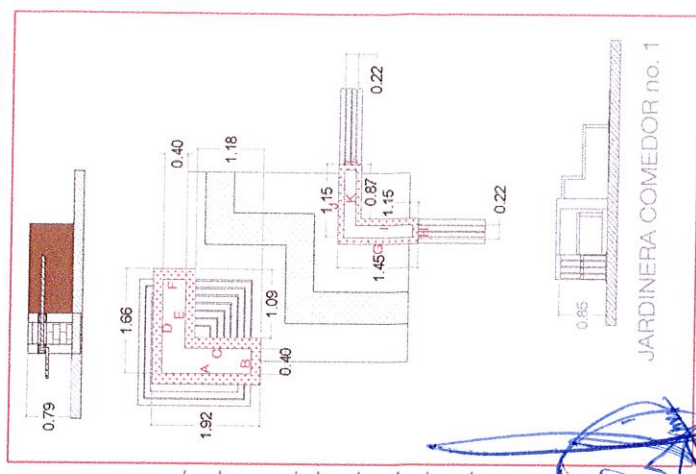 0.79
1.66
0.40
1.18
D
F
E
A
C
B
1.92
1.09
0.40
0.22
1.15
J
K
0.87
1.15
I
G
H
1.45
0.22
0.85
JARDINERA COMEDOR no. 1